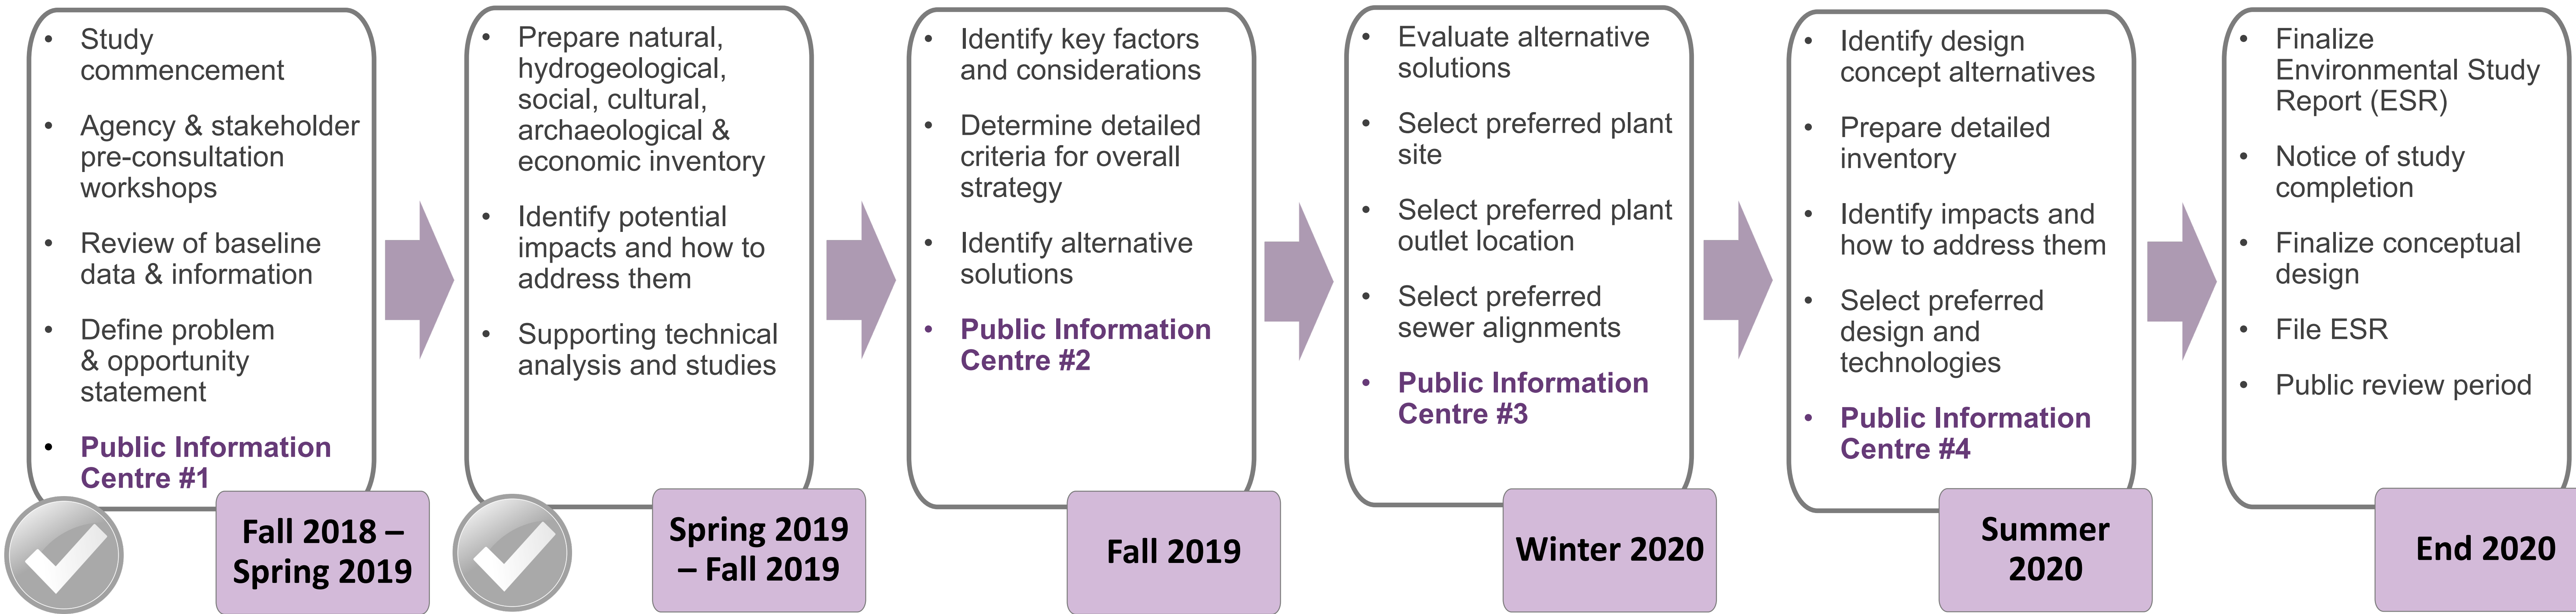 • Study
commencement
• Agency & stakeholder
pre-consultation
workshops
• Review of baseline
data & information
• Define problem
& opportunity
statement
• Public Information
Centre #1
Fall 2018 –
Spring 2019
• Prepare natural,
hydrogeological,
social, cultural,
archaeological &
economic inventory
• Identify potential
impacts and how to
address them
• Supporting technical
analysis and studies
Spring 2019
– Fall 2019
• Identify key factors
and considerations
• Determine detailed
criteria for overall
strategy
• Identify alternative
solutions
• Public Information
Centre #2
Fall 2019
• Evaluate alternative
solutions
• Select preferred plant
site
• Select preferred plant
outlet location
• Select preferred
sewer alignments
• Public Information
Centre #3
Winter 2020
• Identify design
concept alternatives
• Prepare detailed
inventory
• Identify impacts and
how to address them
• Select preferred
design and
technologies
• Public Information
Centre #4
Summer
2020
• Finalize
Environmental Study
Report (ESR)
• Notice of study
completion
• Finalize conceptual
design
• File ESR
• Public review period
End 2020